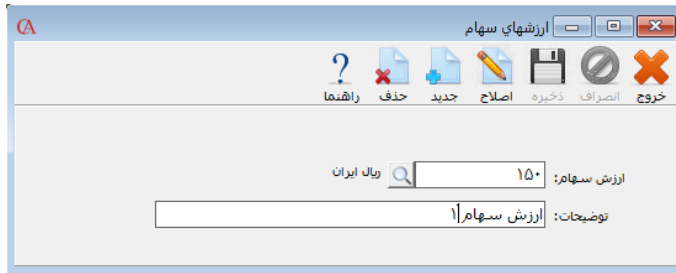 ارزشهاي سهام
خروج انصراف ذخیره اصلاح جدید حذف راهنما
ارزش سهام: ۱۵۰ ریال ایران
توضیحات: ارزش سهام ۱